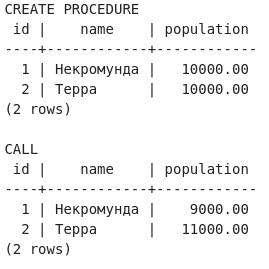 CREATE PROCEDURE
 id |    name    | population
----+------------+------------
  1 | Некромунда |   10000.00
  2 | Терра      |   10000.00
(2 rows)

CALL
 id |    name    | population
----+------------+------------
  1 | Некромунда |    9000.00
  2 | Терра      |   11000.00
(2 rows)